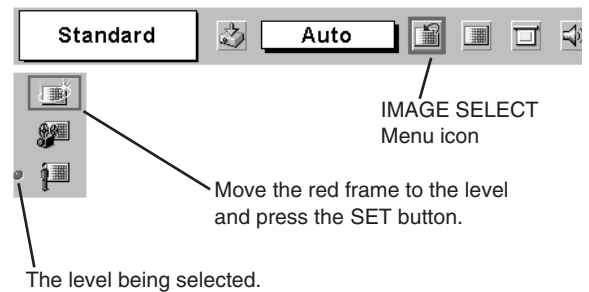 Standard
Auto
IMAGE SELECT
Menu icon
Move the red frame to the level
and press the SET button.
The level being selected.